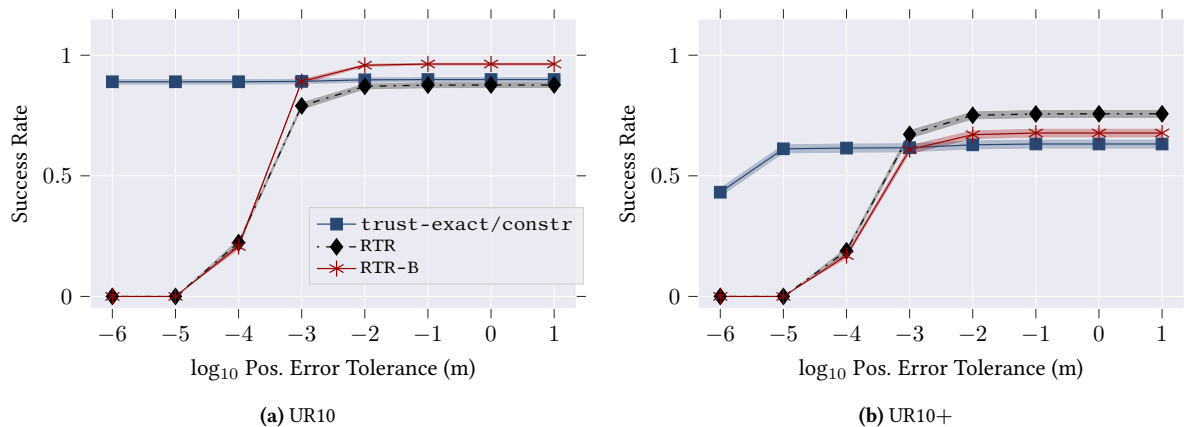 1
0.5
0
Success Rate
trust-exact/constr
RTR
RTR-B
−6 −5 −4 −3 −2 −1 0 1
log10 Pos. Error Tolerance (m)
(a) UR10
1
0.5
0
Success Rate
−6 −5 −4 −3 −2 −1 0 1
log10 Pos. Error Tolerance (m)
(b) UR10+